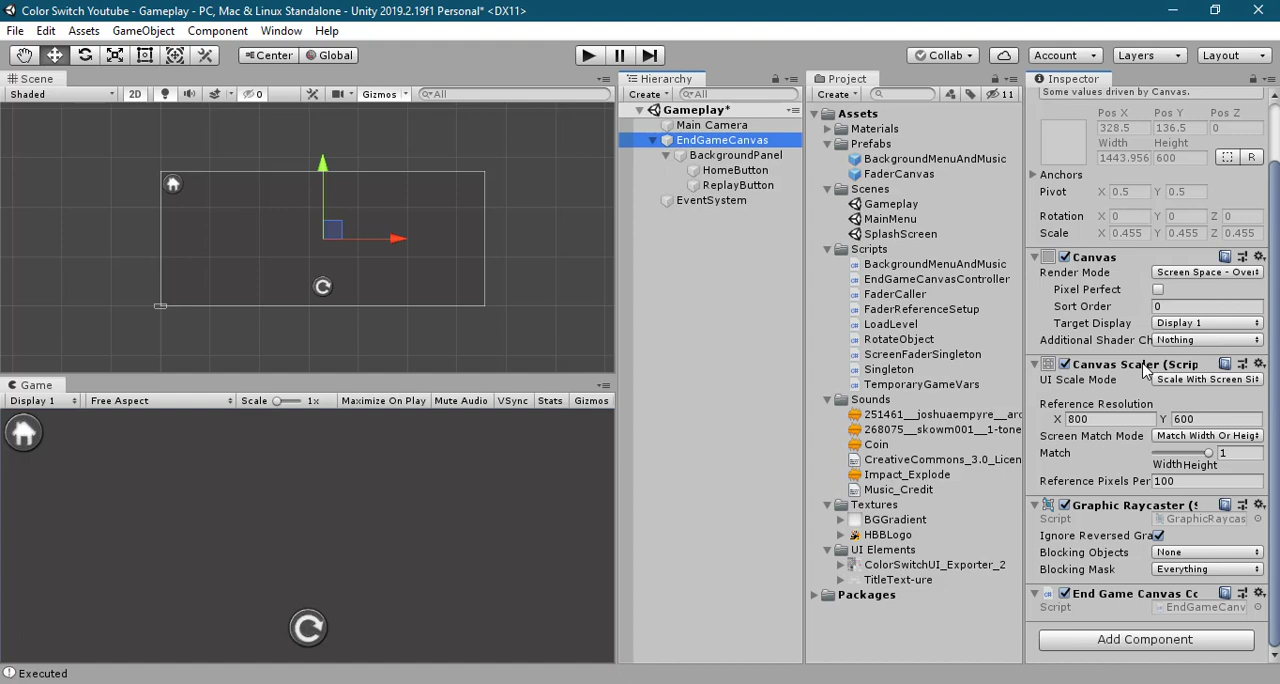 Color Switch Youtube - Gameplay - PC, Mac & Linux Standalone - Unity 2019.2.19f1 Personal* <DX11>
File Edit Assets GameObject Component Window Help
Center Global Collab Account Layers Layout
Scene
Shaded 2D 0 Gizmos All
Game
Display 1 Free Aspect Scale 1x Maximize On Play Mute Audio VSync Stats Gizmos
Hierarchy
Create All
Gameplay*
Main Camera
EndGameCanvas
BackgroundPanel
HomeButton
ReplayButton
EventSystem
Project
Create 11
Assets
Materials
Prefabs
BackgroundMenuAndMusic
FaderCanvas
Scenes
Gameplay
MainMenu
SplashScreen
Scripts
BackgroundMenuAndMusic
EndGameCanvasController
FaderCaller
FaderReferenceSetup
LoadLevel
RotateObject
ScreenFaderSingleton
Singleton
TemporaryGameVars
Sounds
251461__joshuaempyre__arc
268075__skowm001__1-tone
Coin
CreativeCommons_3.0_Licen
Impact_Explode
Music_Credit
Textures
BGGradient
HBBLogo
UI Elements
ColorSwitchUI_Exporter_2
TitleText-ure
Packages
Inspector
Some values driven by Canvas.
Pos X Pos Y Pos Z
328.5 136.5 0
Width Height
1443.956 600 R
Anchors
Pivot X 0.5 Y 0.5
Rotation X 0 Y 0 Z 0
Scale X 0.455 Y 0.455 Z 0.455
Canvas
Render Mode Screen Space - Over
Pixel Perfect
Sort Order 0
Target Display Display 1
Additional Shader Ch Nothing
Canvas Scaler (Scrip
UI Scale Mode Scale With Screen Si
Reference Resolution
X 800 Y 600
Screen Match Mode Match Width Or Heig
Match 1
Width Height
Reference Pixels Per 100
Graphic Raycaster (S
Script GraphicRaycas
Ignore Reversed Gra
Blocking Objects None
Blocking Mask Everything
End Game Canvas Co
Script EndGameCanv
Add Component
Executed